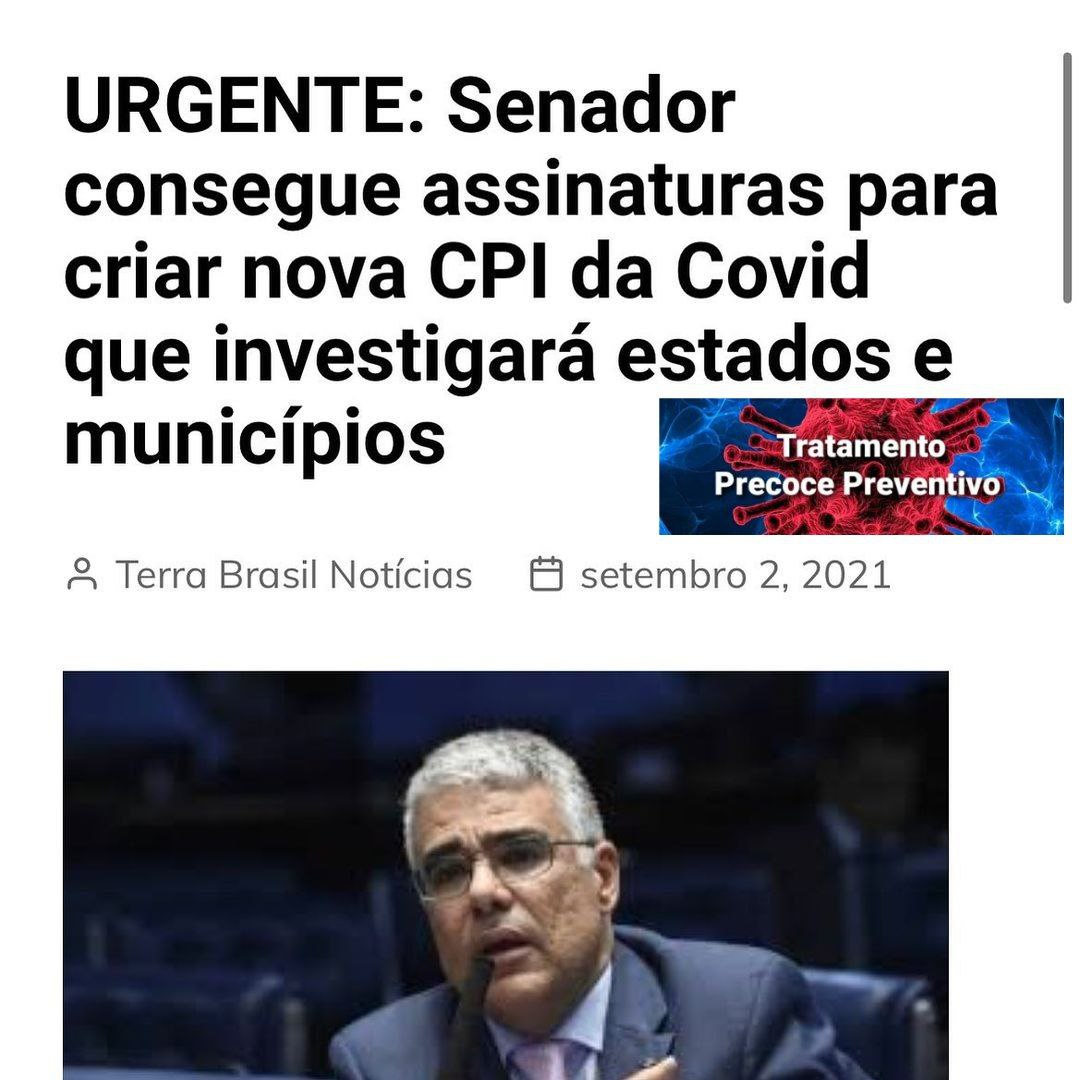 URGENTE: Senador
consegue assinaturas para
criar nova CPI da Covid
que investigará estados e
municípios
Tratamento
Precoce Preventivo
Terra Brasil Notícias
setembro 2, 2021